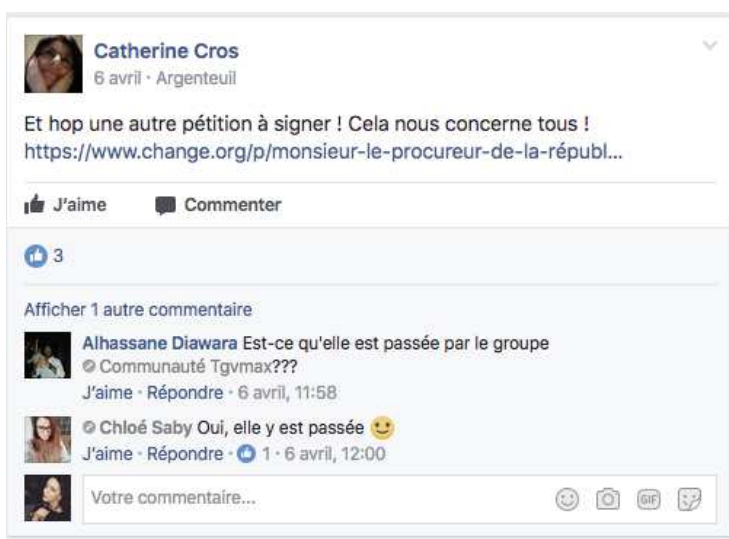 Catherine Cros
6 avril · Argenteuil
Et hop une autre pétition à signer ! Cela nous concerne tous !
https://www.change.org/p/monsieur-le-procureur-de-la-républ...
J'aime Commenter
3
Afficher 1 autre commentaire
Alhassane Diawara Est-ce qu'elle est passée par le groupe
Communauté Tgvmax???
J'aime · Répondre · 6 avril, 11:58
Chloé Saby Oui, elle y est passée
J'aime · Répondre · 1 · 6 avril, 12:00
Votre commentaire...
GIF